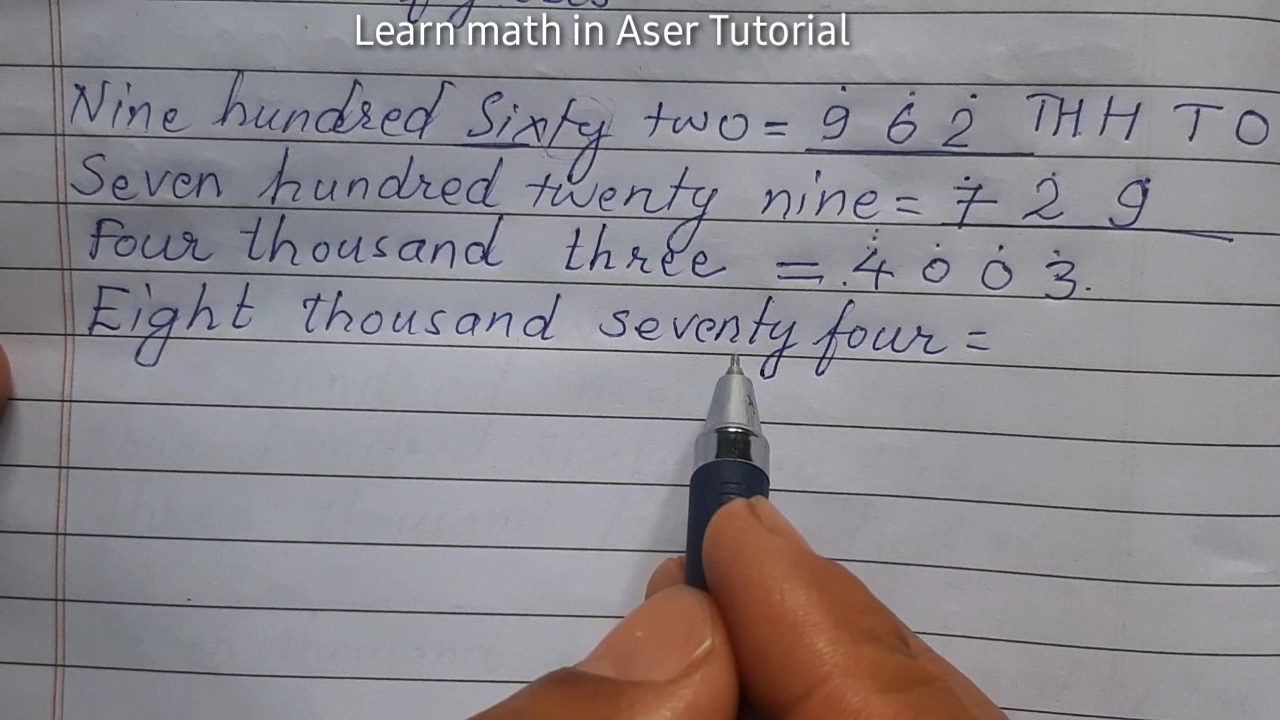 Learn math in Aser Tutorial
Nine hundred Sixty two = 9 6 2 TH H T O
Seven hundred twenty nine = 7 2 9
four thousand three = 4 0 0 3.
Eight thousand seventy four =